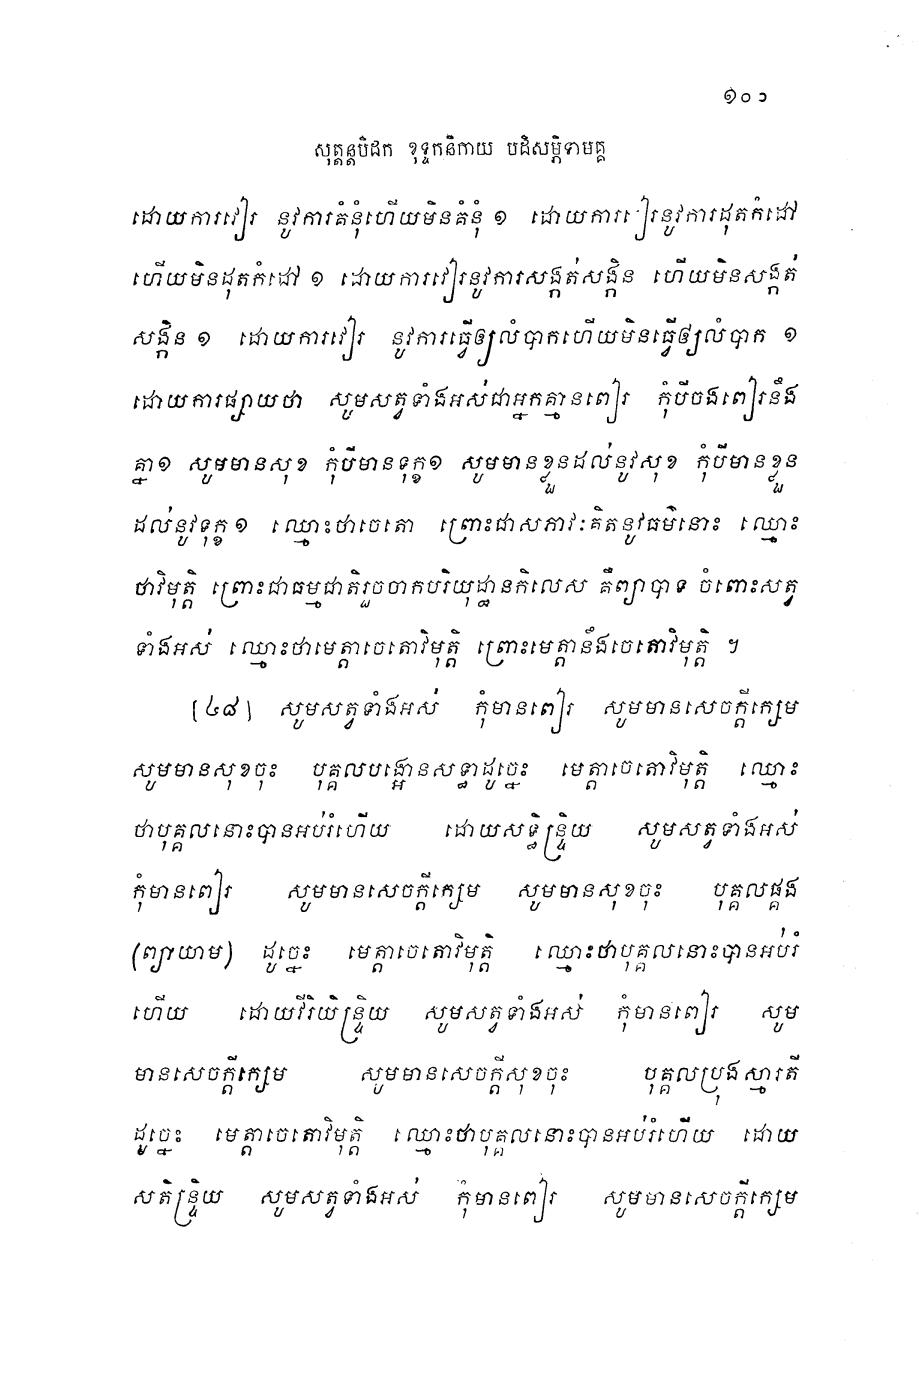 ១០១
សុត្តន្តបិដក ខុទ្ទកនិកាយ បដិសម្ភិទាមគ្គ
ដោយការវៀរ នូវការគំនុំហើយមិនគំនុំ ១ ដោយការវៀរនូវការដុតកំដៅ
ហើយមិនដុតកំដៅ ១ ដោយការវៀរនូវការសង្កត់សង្កិន ហើយមិនសង្កត់
សង្កិន ១ ដោយការវៀរ នូវការធ្វើឲ្យលំបាកហើយមិនធ្វើឲ្យលំបាក ១
ដោយការផ្សាយថា សូមសត្វទាំងអស់ជាអ្នកគ្មានពៀរ កុំបីចងពៀរនឹង
គ្នា១ សូមមានសុខ កុំបីមានទុក្ខ១ សូមមានខ្លួនដល់នូវសុខ កុំបីមានខ្លួន
ដល់នូវទុក្ខ១ ឈ្មោះថាចេតោ ព្រោះជាសភាវៈគិតនូវធម៌នោះ ឈ្មោះ
ថាវិមុត្តិ ព្រោះជាធម្មជាតិរួចចាកបរិយុដ្ឋានកិលេស គឺព្យាបាទ ចំពោះសត្វ
ទាំងអស់ ឈ្មោះថាមេត្តាចេតោវិមុត្តិ ព្រោះមេត្តានឹងចេតោវិមុត្តិ ។
[៤៨] សូមសត្វទាំងអស់ កុំមានពៀរ សូមមានសេចក្តីក្សេម
សូមមានសុខចុះ បុគ្គលបង្អោនសទ្ធាដូច្នេះ មេត្តាចេតោវិមុត្តិ ឈ្មោះ
ថាបុគ្គលនោះបានអប់រំហើយ ដោយសទ្ធិន្ទ្រិយ សូមសត្វទាំងអស់
កុំមានពៀរ សូមមានសេចក្តីក្សេម សូមមានសុខចុះ បុគ្គលផ្គង
(ព្យាយាម) ដូច្នេះ មេត្តាចេតោវិមុត្តិ ឈ្មោះថាបុគ្គលនោះបានអប់រំ
ហើយ ដោយវីរិយិន្ទ្រិយ សូមសត្វទាំងអស់ កុំមានពៀរ សូម
មានសេចក្តីក្សេម សូមមានសេចក្តីសុខចុះ បុគ្គលប្រុងស្មារតី
ដូច្នេះ មេត្តាចេតោវិមុត្តិ ឈ្មោះថាបុគ្គលនោះបានអប់រំហើយ ដោយ
សតិន្ទ្រិយ សូមសត្វទាំងអស់ កុំមានពៀរ សូមមានសេចក្តីក្សេម